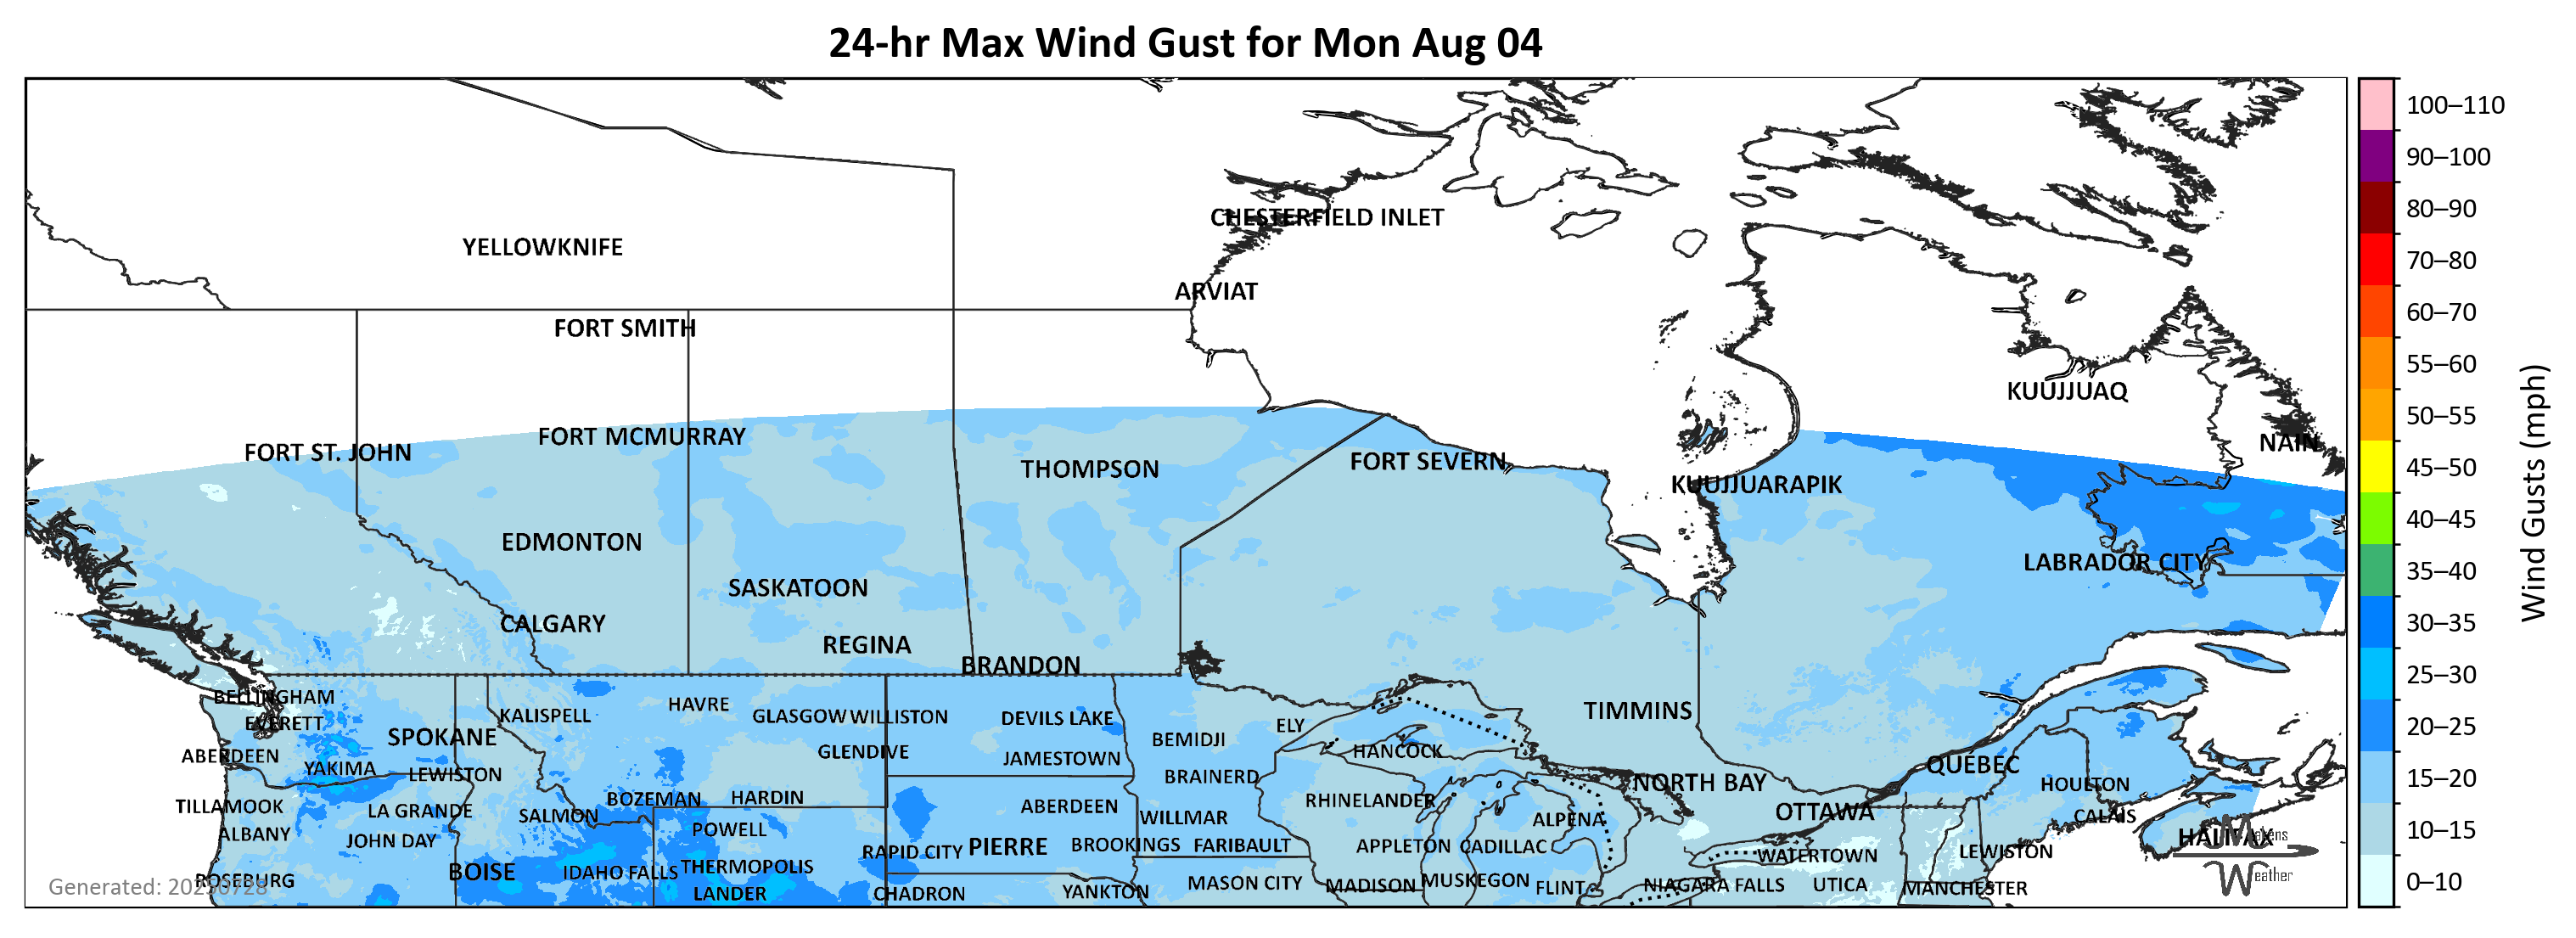 24-hr Max Wind Gust for Mon Aug 04
100–110
90–100
80–90
70–80
60–70
55–60
50–55
45–50
40–45
35–40
30–35
25–30
20–25
15–20
10–15
0–10
Wind Gusts (mph)
CHESTERFIELD INLET
YELLOWKNIFE
ARVIAT
FORT SMITH
KUUJJUAQ
FORT MCMURRAY
NAIN
FORT ST. JOHN
FORT SEVERN
THOMPSON
KUUJJUARAPIK
EDMONTON
LABRADOR CITY
SASKATOON
CALGARY
REGINA
BRANDON
BELLINGHAM
HAVRE
TIMMINS
KALISPELL
GLASGOW
WILLISTON
DEVILS LAKE
EVERETT
ELY
SPOKANE
BEMIDJI
HANCOCK
GLENDIVE
ABERDEEN
JAMESTOWN
QUÉBEC
YAKIMA
LEWISTON
BRAINERD
NORTH BAY
HOULTON
BOZEMAN
HARDIN
RHINELANDER
TILLAMOOK
ABERDEEN
LA GRANDE
OTTAWA
SALMON
CALAIS
WILLMAR
ALPENA
POWELL
ALBANY
HALIFAX
JOHN DAY
BROOKINGS
FARIBAULT
PIERRE
APPLETON
CADILLAC
RAPID CITY
LEWISTON
WATERTOWN
THERMOPOLIS
BOISE
IDAHO FALLS
ROSEBURG
MUSKEGON
MASON CITY
MADISON
NIAGARA FALLS
UTICA
FLINT
MANCHESTER
YANKTON
LANDER
CHADRON
Generated: 20250728
Weather